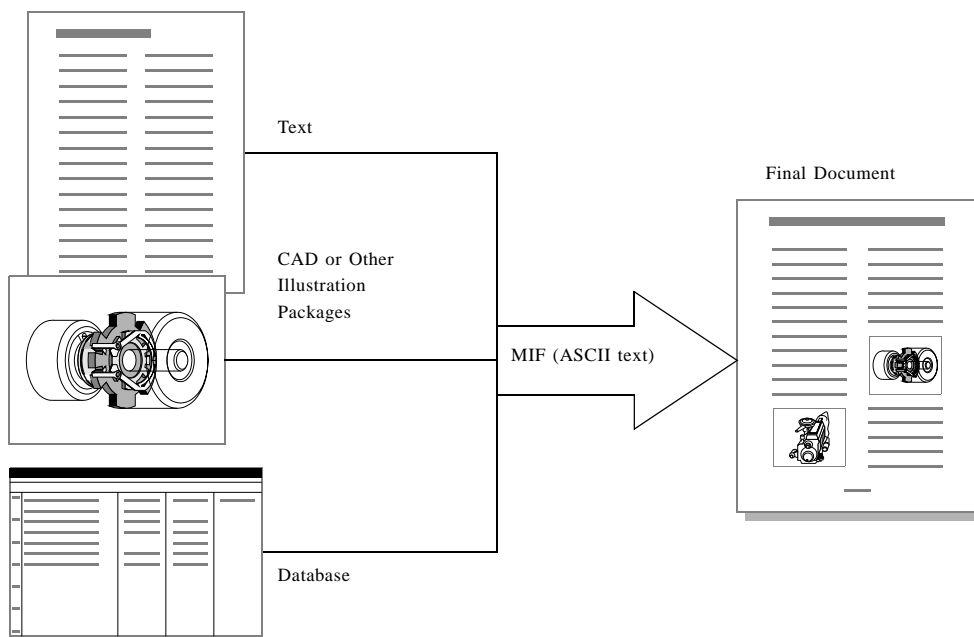 Text
Final Document
CAD or Other
Illustration
Packages
MIF (ASCII text)
Database